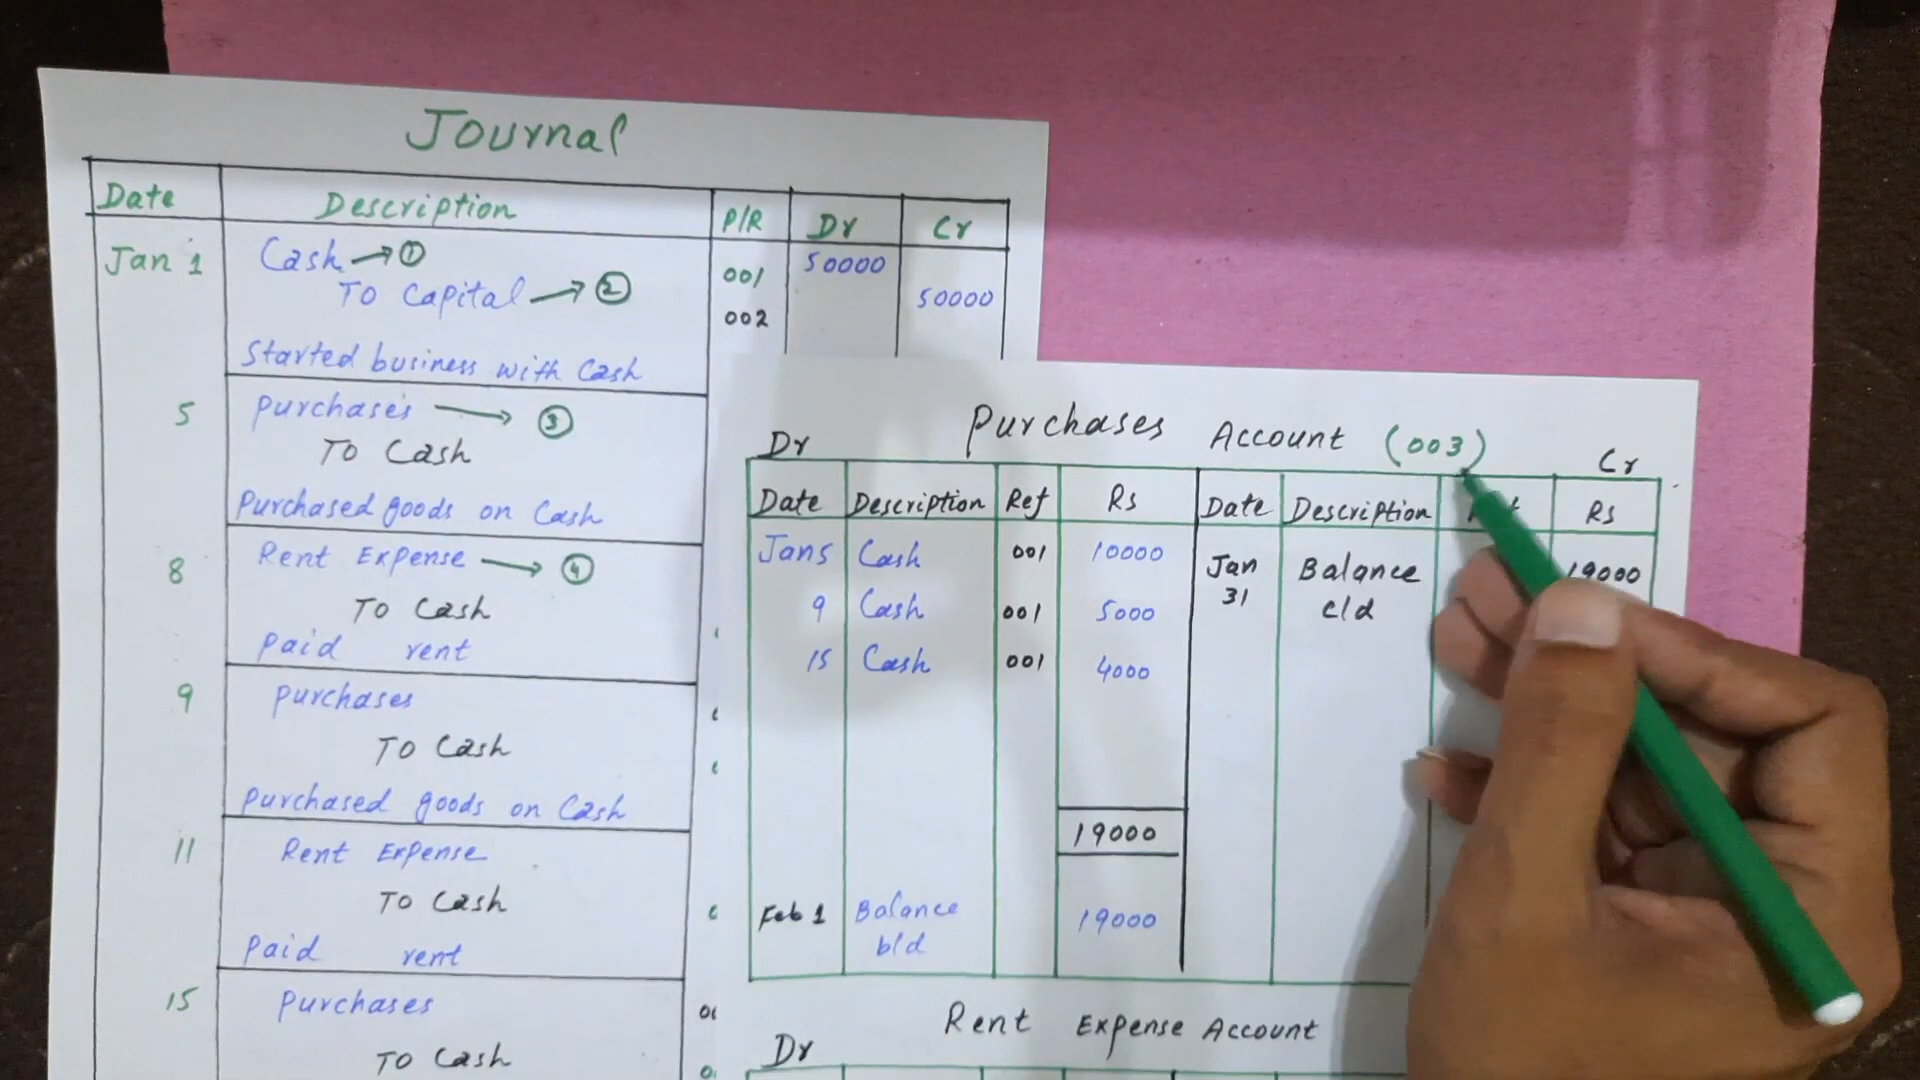 Journal
Date Description P/R Dr Cr
Jan 1 Cash → ① 001 50000
To Capital → ② 002 50000
Started business with Cash
5 Purchases → ③
To Cash
Purchased goods on Cash
8 Rent Expense → ④
To Cash
Paid rent
9 Purchases
To Cash
Purchased goods on Cash
11 Rent Expense
To Cash
Paid rent
15 Purchases
To Cash
Dr Purchases Account (003) Cr
Date Description Ref Rs Date Description Rs
Jan 5 Cash 001 10000 Jan 31 Balance c/d 19000
9 Cash 001 5000
15 Cash 001 4000
19000
Feb 1 Balance b/d 19000
Rent Expense Account
Dr